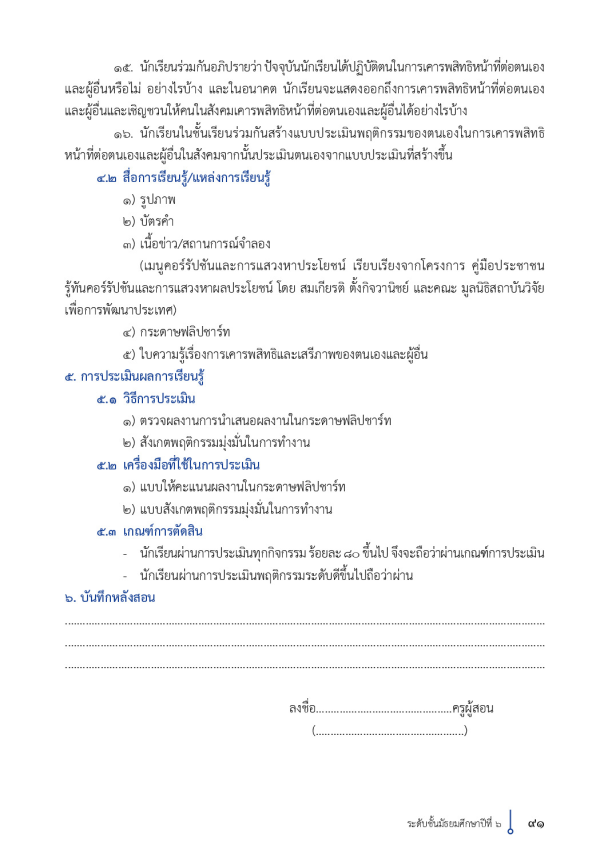 ๑๕. นักเรียนร่วมกันอภิปรายว่า ปัจจุบันนักเรียนได้ปฏิบัติตนในการเคารพสิทธิหน้าที่ต่อตนเอง
และผู้อื่นหรือไม่ อย่างไรบ้าง และในอนาคต นักเรียนจะแสดงออกถึงการเคารพสิทธิหน้าที่ต่อตนเอง
และผู้อื่นและเชิญชวนให้คนในสังคมเคารพสิทธิหน้าที่ต่อตนเองและผู้อื่นได้อย่างไรบ้าง
๑๖. นักเรียนในชั้นเรียนร่วมกันสร้างแบบประเมินพฤติกรรมของตนเองในการเคารพสิทธิ
หน้าที่ต่อตนเองและผู้อื่นในสังคมจากนั้นประเมินตนเองจากแบบประเมินที่สร้างขึ้น
๔.๒ สื่อการเรียนรู้/แหล่งการเรียนรู้
๑) รูปภาพ
๒) บัตรคำ
๓) เนื้อข่าว/สถานการณ์จำลอง
(เมนูคอร์รัปชันและการแสวงหาประโยชน์ เรียบเรียงจากโครงการ คู่มือประชาชน
รู้ทันคอร์รัปชันและการแสวงหาผลประโยชน์ โดย สมเกียรติ ตั้งกิจวานิชย์ และคณะ มูลนิธิสถาบันวิจัย
เพื่อการพัฒนาประเทศ)
๔) กระดาษฟลิปชาร์ท
๕) ใบความรู้เรื่องการเคารพสิทธิและเสรีภาพของตนเองและผู้อื่น
๕. การประเมินผลการเรียนรู้
๕.๑ วิธีการประเมิน
๑) ตรวจผลงานการนำเสนอผลงานในกระดาษฟลิปชาร์ท
๒) สังเกตพฤติกรรมมุ่งมั่นในการทำงาน
๕.๒ เครื่องมือที่ใช้ในการประเมิน
๑) แบบให้คะแนนผลงานในกระดาษฟลิปชาร์ท
๒) แบบสังเกตพฤติกรรมมุ่งมั่นในการทำงาน
๕.๓ เกณฑ์การตัดสิน
- นักเรียนผ่านการประเมินทุกกิจกรรม ร้อยละ ๘๐ ขึ้นไป จึงจะถือว่าผ่านเกณฑ์การประเมิน
- นักเรียนผ่านการประเมินพฤติกรรมระดับดีขึ้นไปถือว่าผ่าน
๖. บันทึกหลังสอน
................................................................................
................................................................................
................................................................................
ลงชื่อ..............................................ครูผู้สอน
(..................................................)
ระดับชั้นมัธยมศึกษาปีที่ ๖ ๙๑